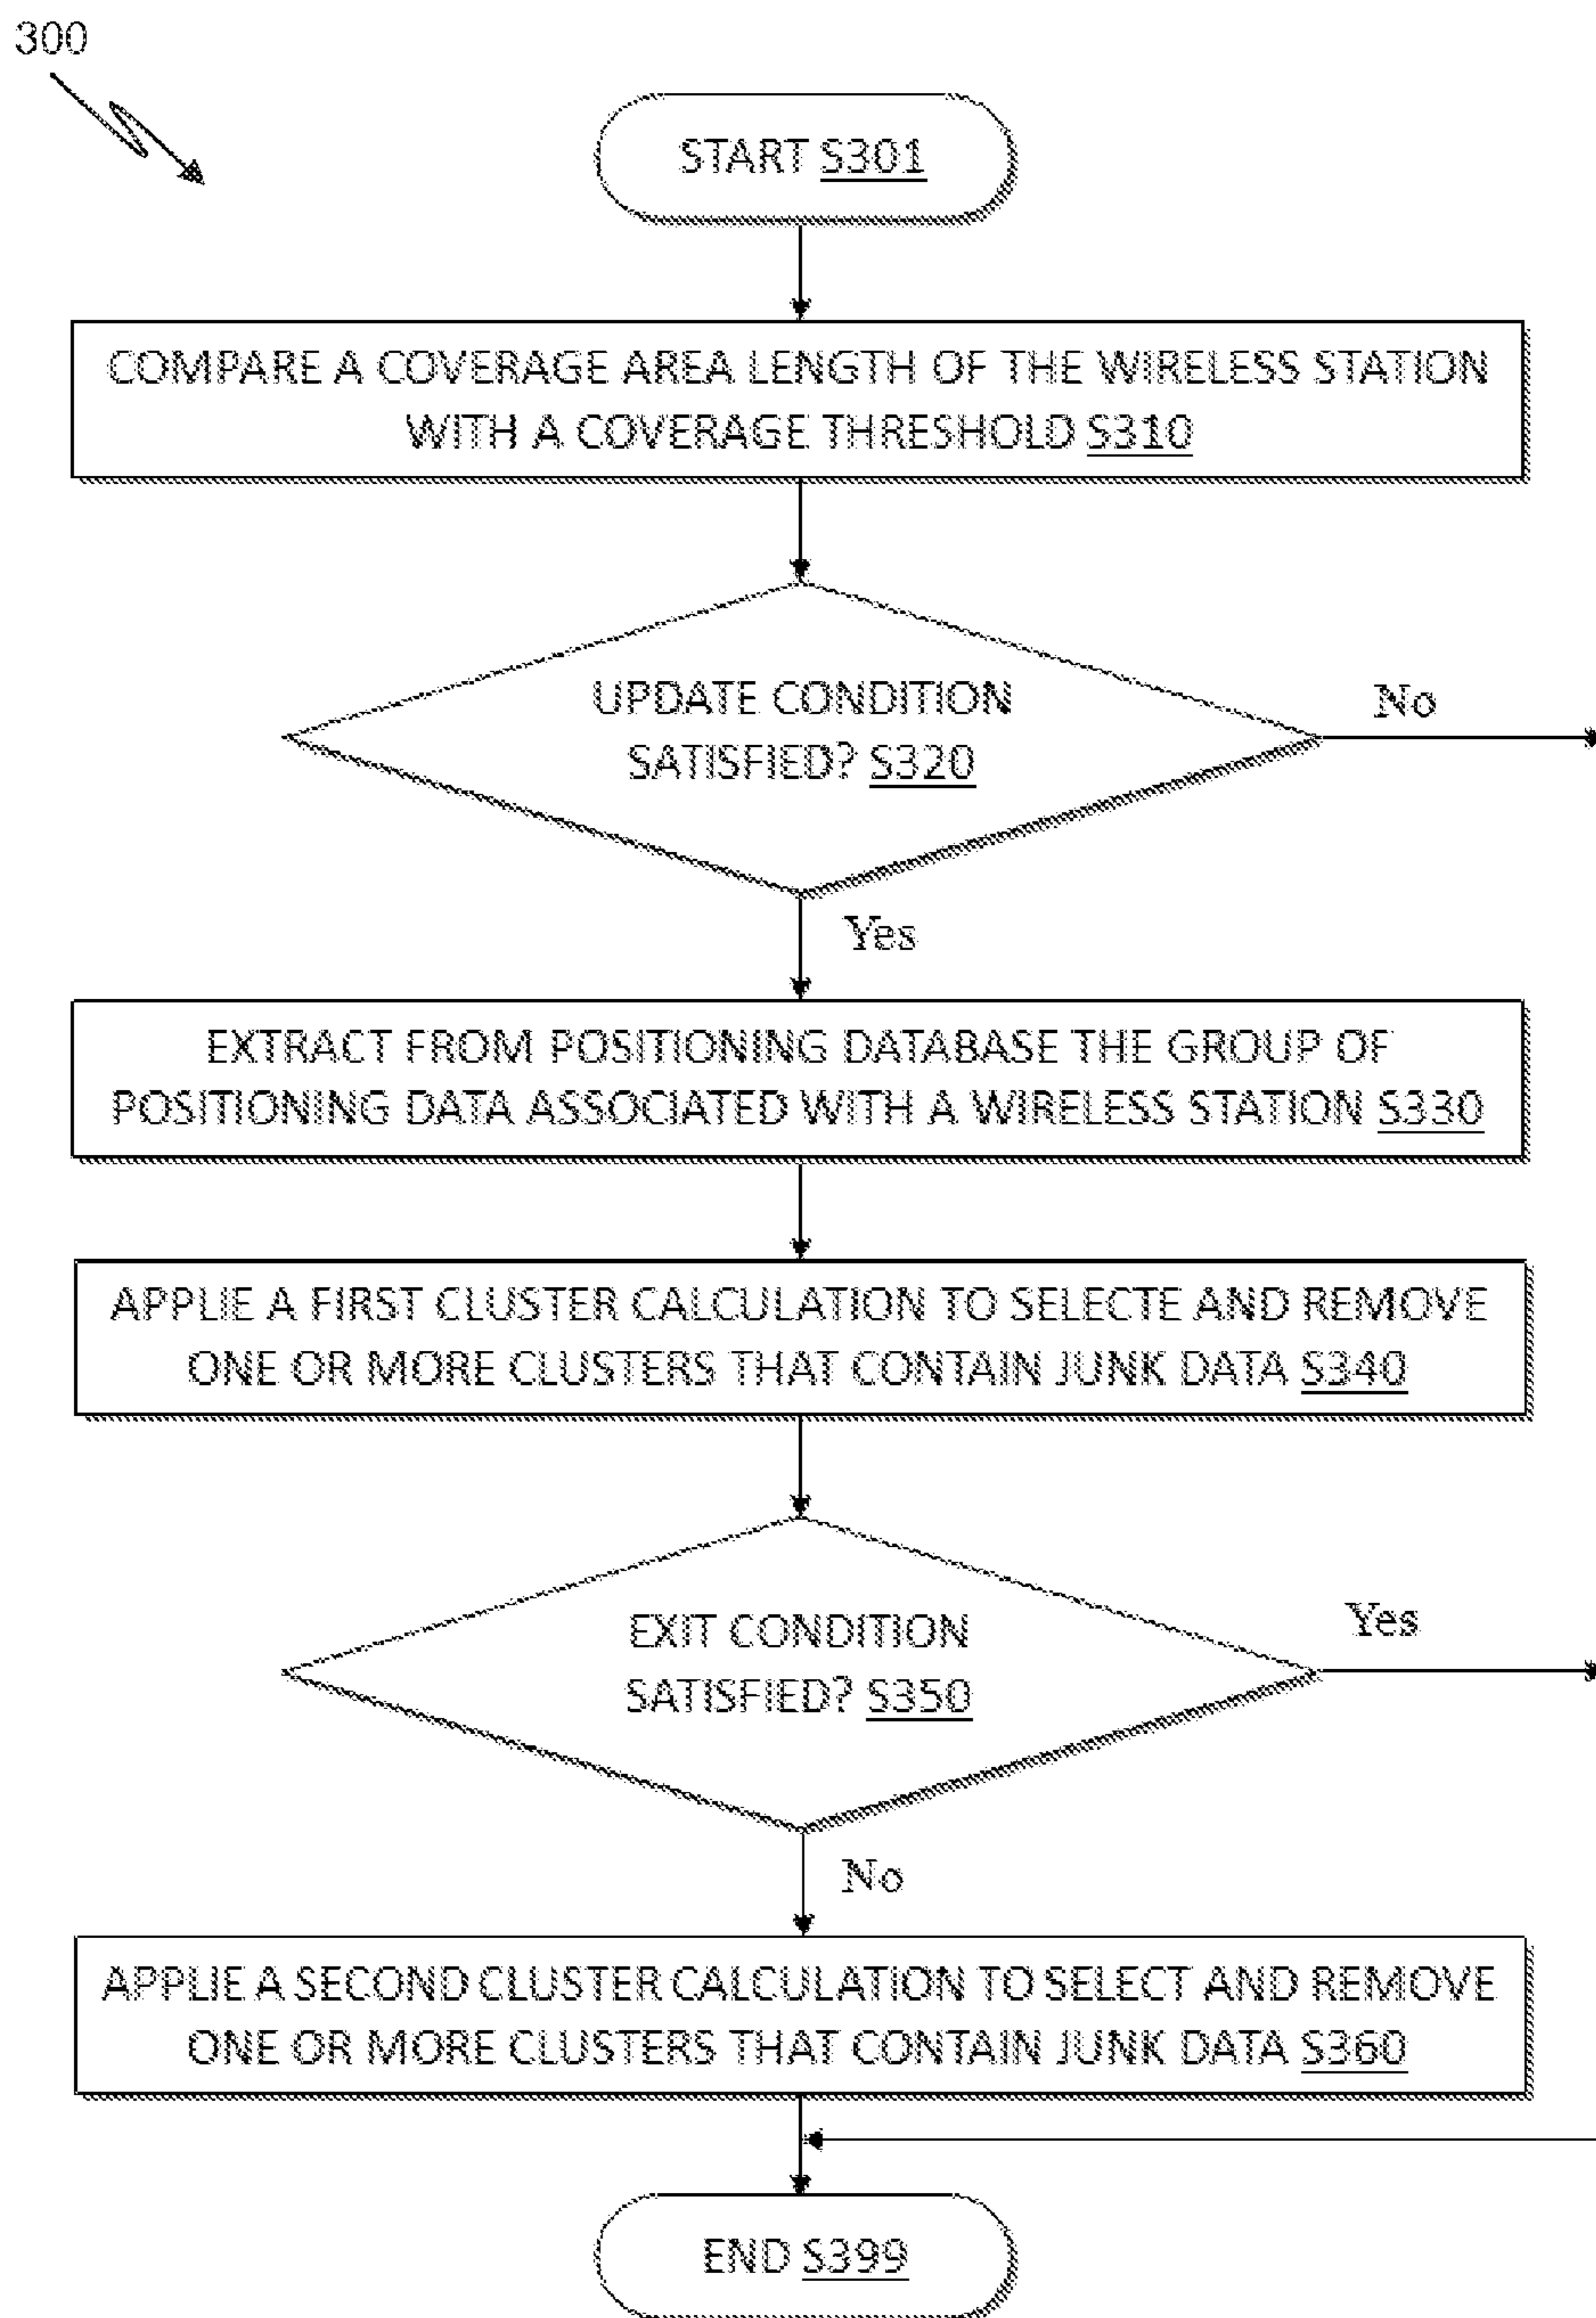 300
START S301
COMPARE A COVERAGE AREA LENGTH OF THE WIRELESS STATION
WITH A COVERAGE THRESHOLD S310
UPDATE CONDITION
SATISFIED? S320
No
Yes
EXTRACT FROM POSITIONING DATABASE THE GROUP OF
POSITIONING DATA ASSOCIATED WITH A WIRELESS STATION S330
APPLIE A FIRST CLUSTER CALCULATION TO SELECTE AND REMOVE
ONE OR MORE CLUSTERS THAT CONTAIN JUNK DATA S340
EXIT CONDITION
SATISFIED? S350
Yes
No
APPLIE A SECOND CLUSTER CALCULATION TO SELECT AND REMOVE
ONE OR MORE CLUSTERS THAT CONTAIN JUNK DATA S360
END S399